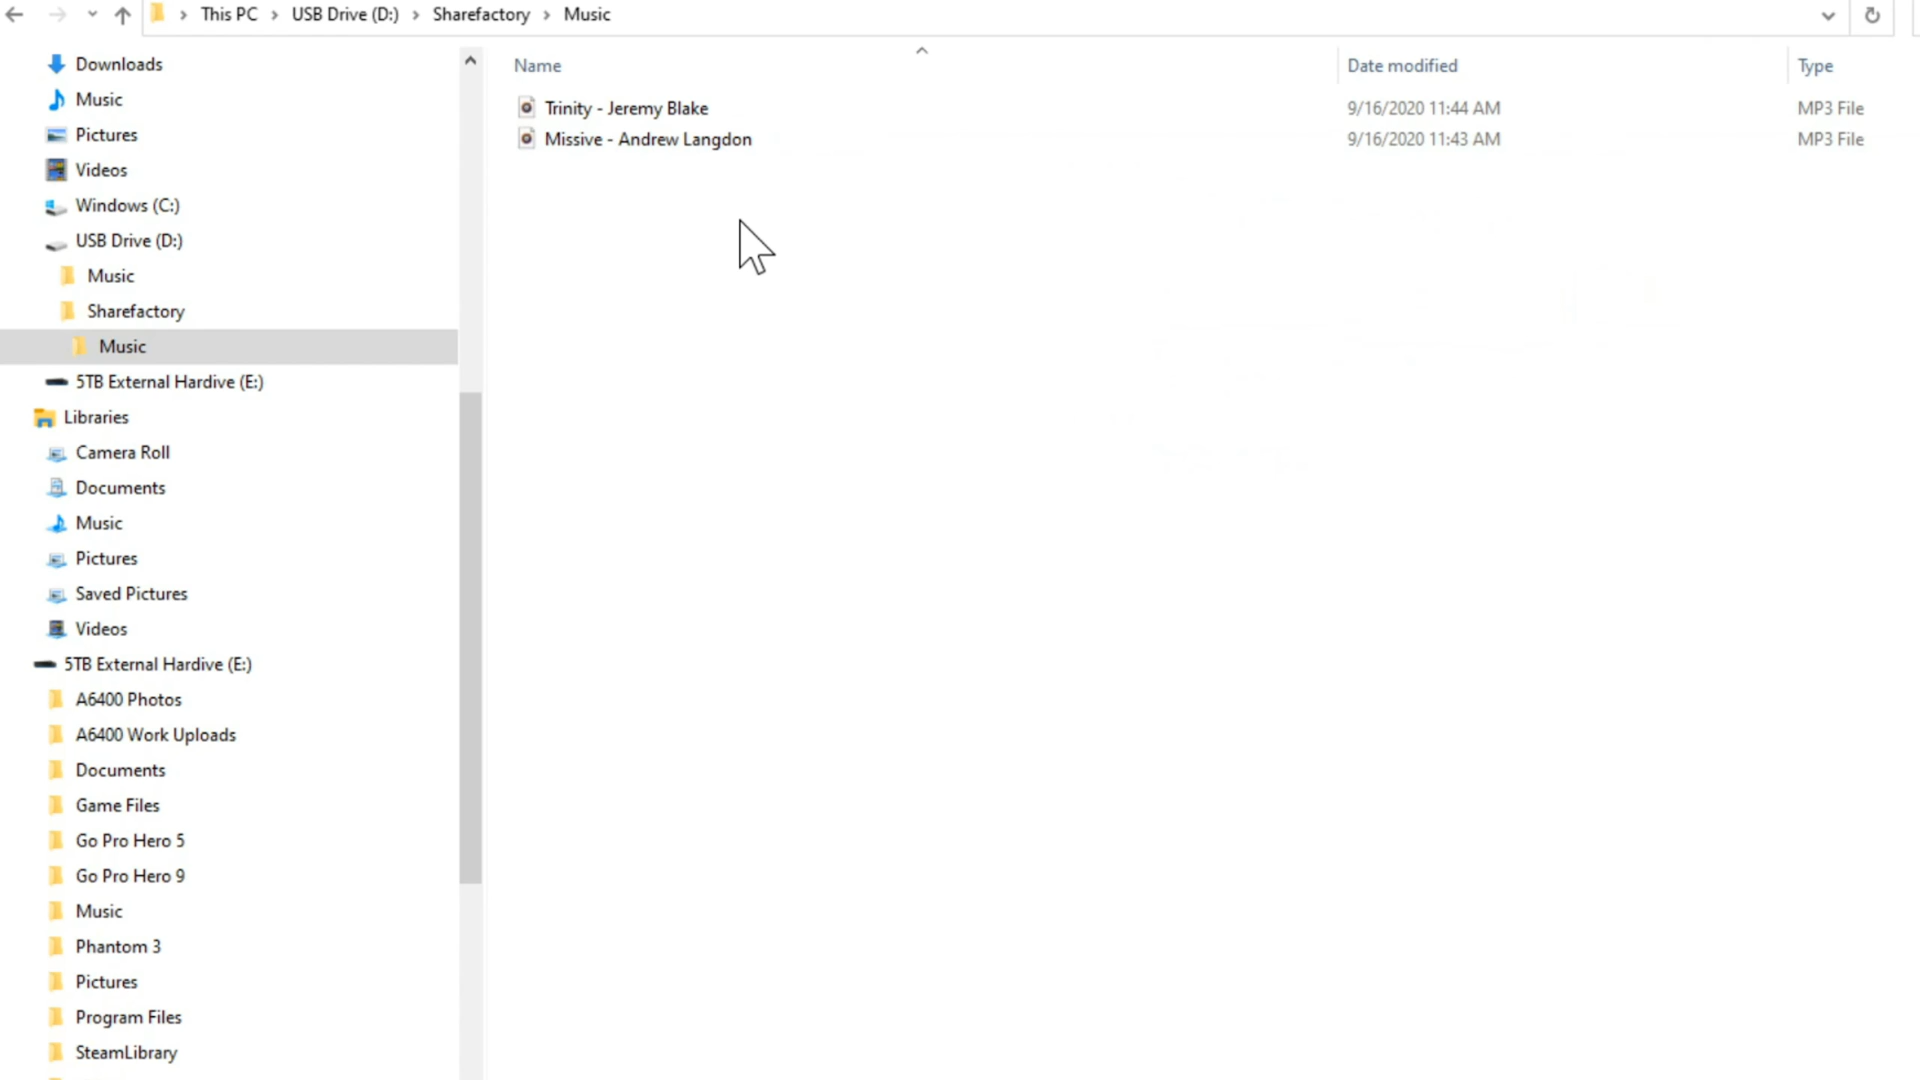 This PC > USB Drive (D:) > Sharefactory > Music
Name
Date modified
Type
Trinity - Jeremy Blake
9/16/2020 11:44 AM
MP3 File
Missive - Andrew Langdon
9/16/2020 11:43 AM
MP3 File
Downloads
Music
Pictures
Videos
Windows (C:)
USB Drive (D:)
Music
Sharefactory
Music
5TB External Hardive (E:)
Libraries
Camera Roll
Documents
Music
Pictures
Saved Pictures
Videos
5TB External Hardive (E:)
A6400 Photos
A6400 Work Uploads
Documents
Game Files
Go Pro Hero 5
Go Pro Hero 9
Music
Phantom 3
Pictures
Program Files
SteamLibrary